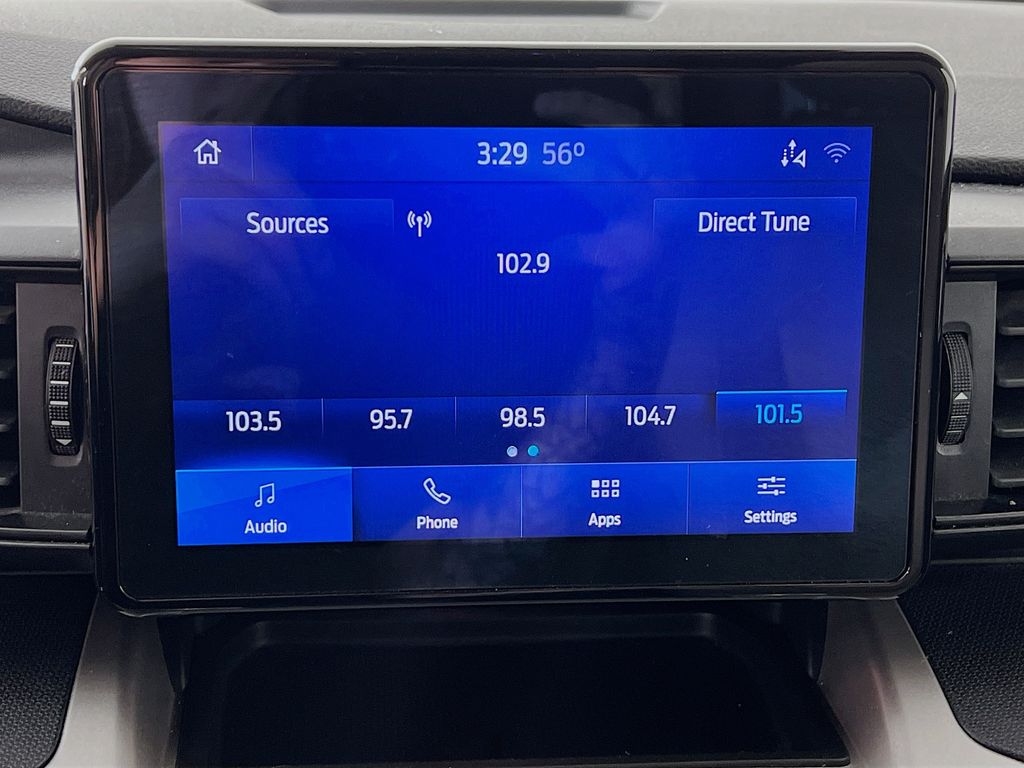 3:29 56°
Sources
Direct Tune
102.9
103.5 95.7 98.5 104.7 101.5
Audio Phone Apps Settings